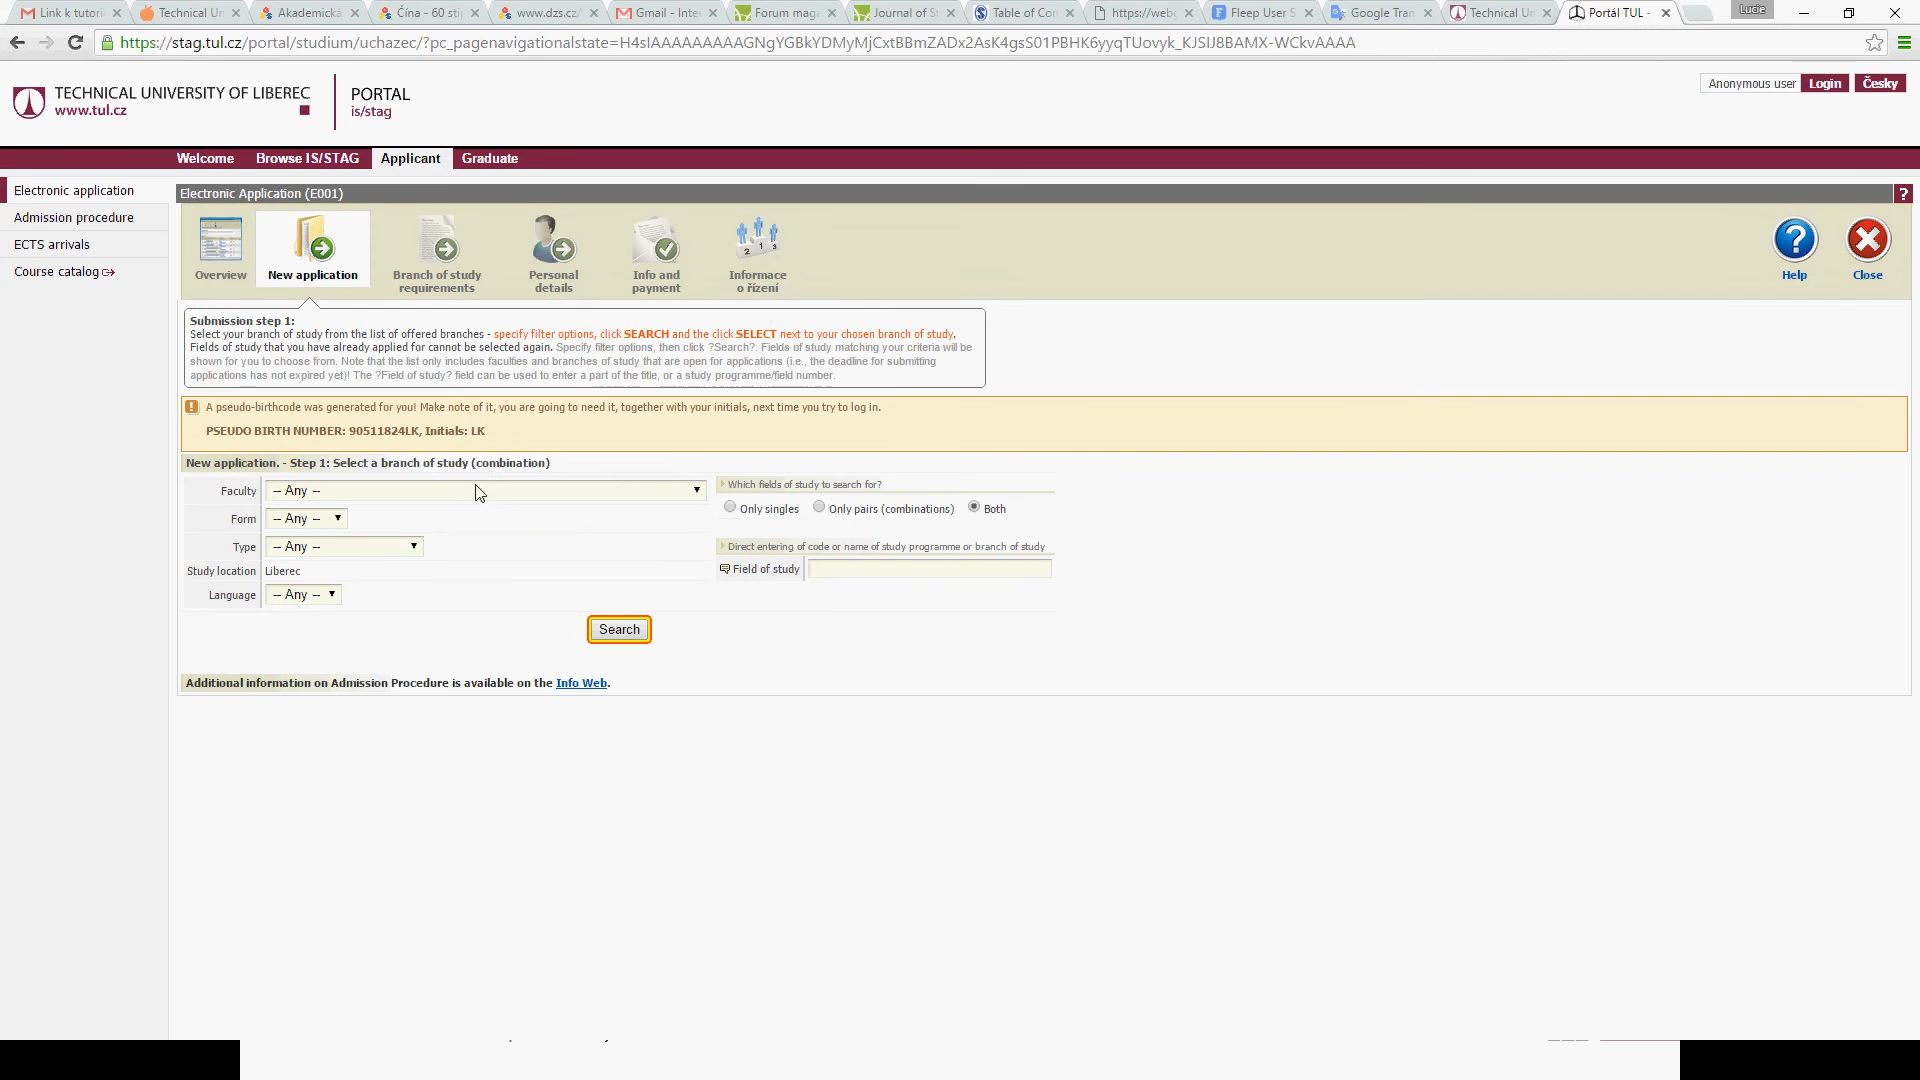 Link k tutori
Technical Un
Akademická
Čína - 60 stip
www.dzs.cz/
Gmail - Inte
Forum maga
Journal of S
Table of Con
https://webg
Fleep User S
Google Tran
Technical Un
Portál TUL -
Lucie
https://stag.tul.cz/portal/studium/uchazec/?pc_pagenavigationalstate=H4sIAAAAAAAAAGNgYGBkYDMyMjCxtBBmZADx2AsK4gsS01PBHK6yyqTUovyk_KJSIJ8BAMX-WCkvAAAA
TECHNICAL UNIVERSITY OF LIBEREC
www.tul.cz
PORTAL
is/stag
Anonymous user Login Česky
Welcome Browse IS/STAG Applicant Graduate
Electronic application
Admission procedure
ECTS arrivals
Course catalog
Electronic Application (E001)
?
Overview
New application
Branch of study
requirements
Personal
details
Info and
payment
2 1 3
Informace
o řízení
?
Help
Close
Submission step 1:
Select your branch of study from the list of offered branches - specify filter options, click SEARCH and the click SELECT next to your chosen branch of study.
Fields of study that you have already applied for cannot be selected again. Specify filter options, then click ?Search?. Fields of study matching your criteria will be
shown for you to choose from. Note that the list only includes faculties and branches of study that are open for applications (i.e., the deadline for submitting
applications has not expired yet)! The ?Field of study? field can be used to enter a part of the title, or a study programme/field number.
! A pseudo-birthcode was generated for you! Make note of it, you are going to need it, together with your initials, next time you try to log in.
PSEUDO BIRTH NUMBER: 90511824LK, Initials: LK
New application. - Step 1: Select a branch of study (combination)
Faculty -- Any --
Form -- Any --
Type -- Any --
Study location Liberec
Language -- Any --
Which fields of study to search for?
Only singles Only pairs (combinations) Both
Direct entering of code or name of study programme or branch of study
Field of study
Search
Additional information on Admission Procedure is available on the Info Web.